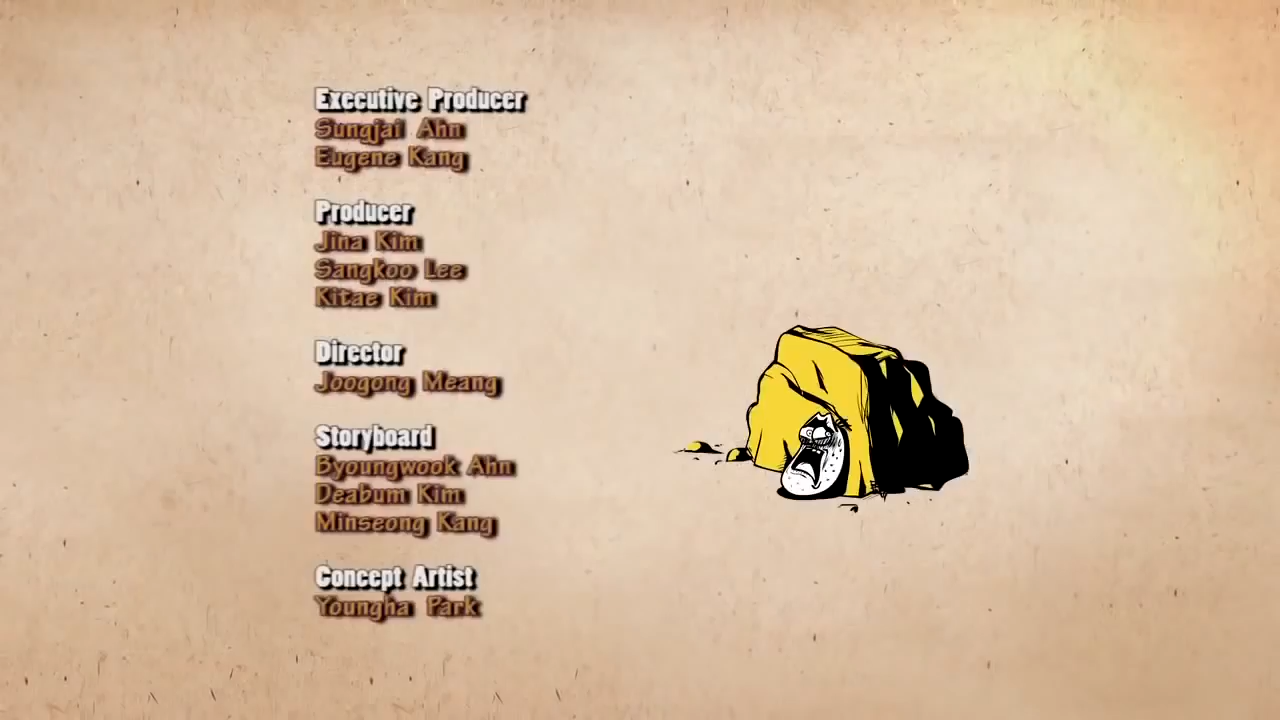 Executive Producer
Sungjai Ahn
Eugene Kang
Producer
Jina Kim
Sangkoo Lee
Kitae Kim
Director
Joogong Meang
Storyboard
Byoungwook Ahn
Deabum Kim
Minseong Kang
Concept Artist
Youngha Park